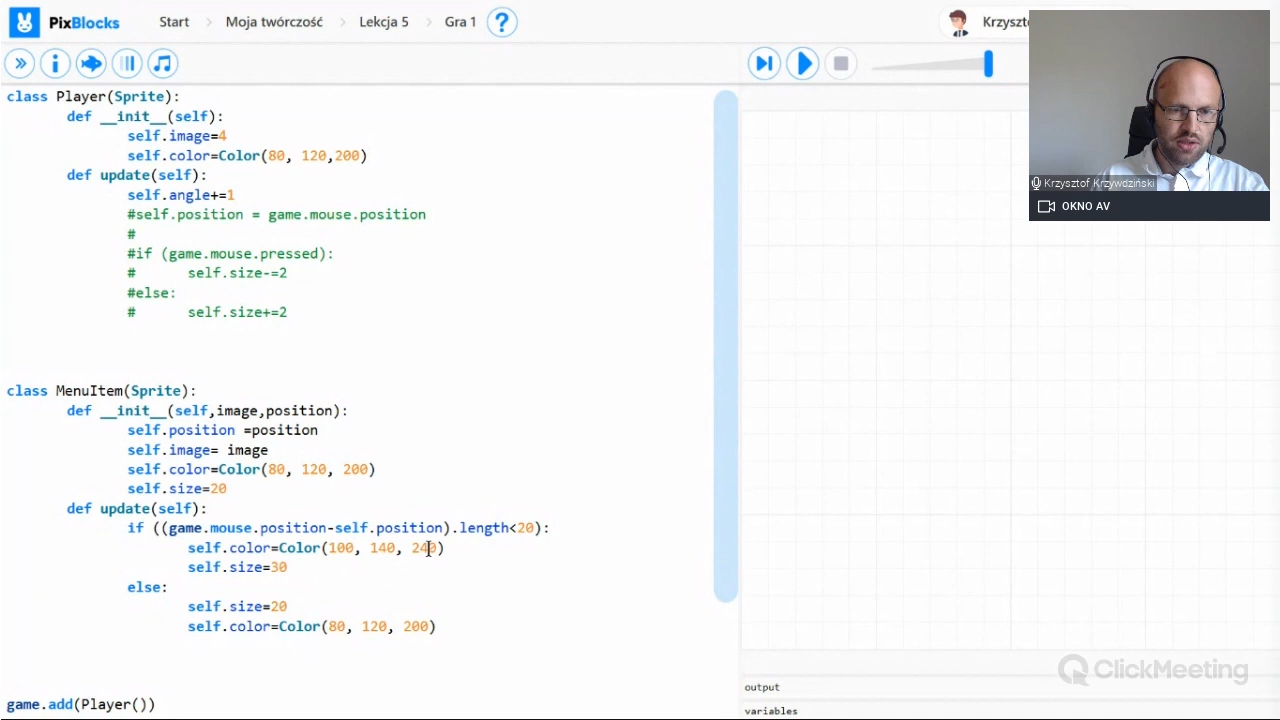 PixBlocks Start Moja twórczość Lekcja 5 Gra 1 ?
class Player(Sprite):
def __init__(self):
self.image=4
self.color=Color(80, 120,200)
def update(self):
self.angle+=1
#self.position = game.mouse.position
#
#if (game.mouse.pressed):
# self.size-=2
#else:
# self.size+=2
class MenuItem(Sprite):
def __init__(self,image,position):
self.position =position
self.image= image
self.color=Color(80, 120, 200)
self.size=20
def update(self):
if ((game.mouse.position-self.position).length<20):
self.color=Color(100, 140, 240)
self.size=30
else:
self.size=20
self.color=Color(80, 120, 200)
game.add(Player())
Krzysztof Krzywdziński
OKNO AV
ClickMeeting
output
variables